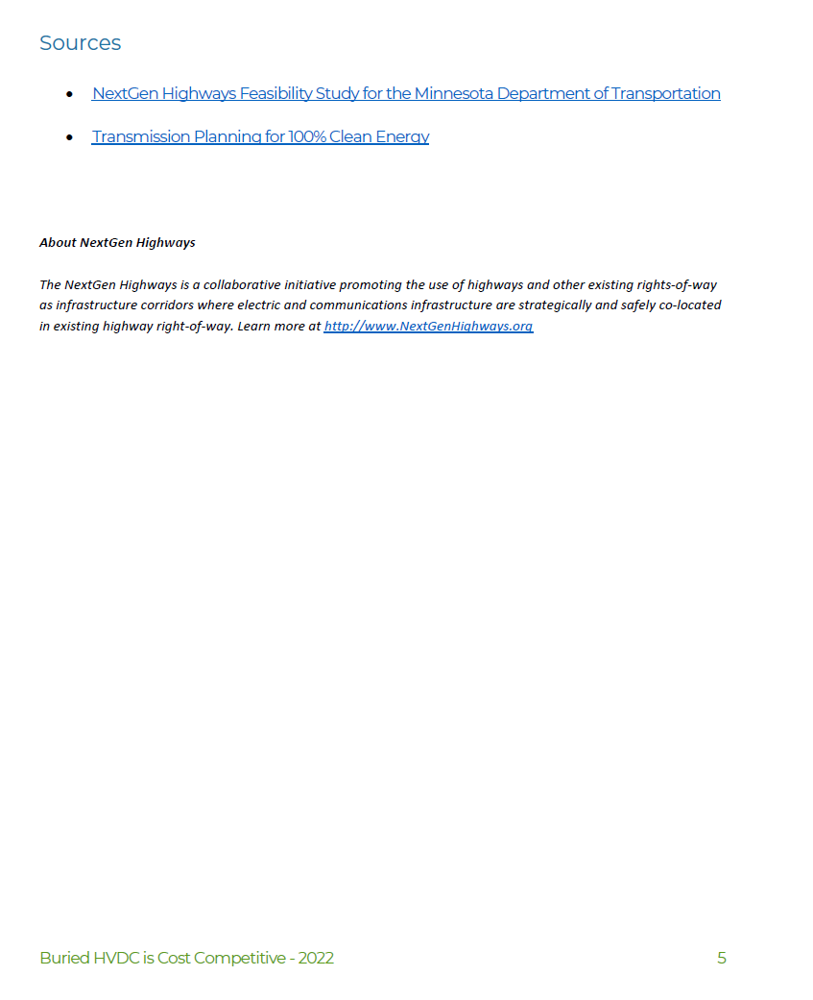 Sources
• NextGen Highways Feasibility Study for the Minnesota Department of Transportation
• Transmission Planning for 100% Clean Energy
About NextGen Highways
The NextGen Highways is a collaborative initiative promoting the use of highways and other existing rights-of-way
as infrastructure corridors where electric and communications infrastructure are strategically and safely co-located
in existing highway right-of-way. Learn more at http://www.NextGenHighways.org
Buried HVDC is Cost Competitive - 2022 5